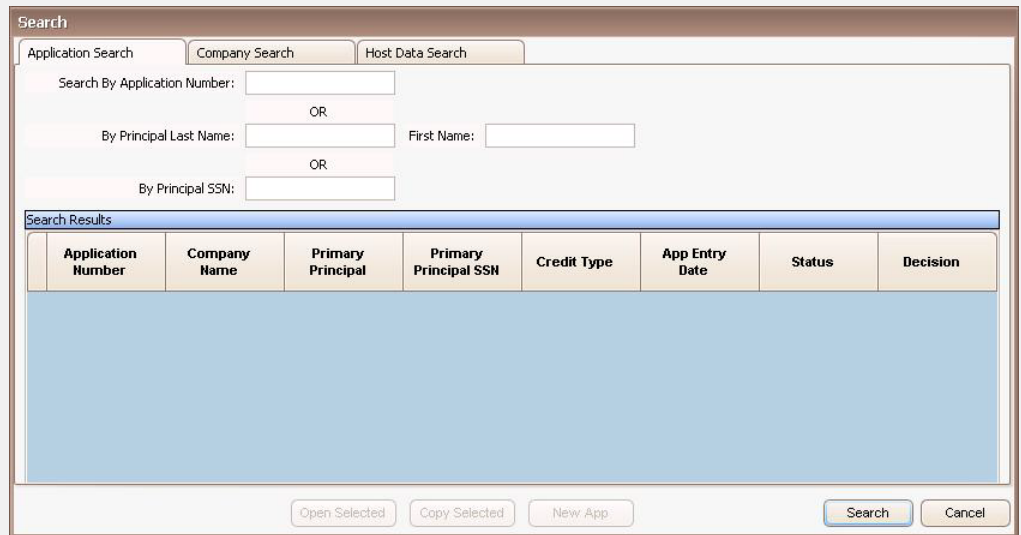 Search
Application Search Company Search Host Data Search
Search By Application Number:
OR
By Principal Last Name: First Name:
OR
By Principal SSN:
Search Results
Application Number Company Name Primary Principal Primary Principal SSN Credit Type App Entry Date Status Decision
Open Selected Copy Selected New App Search Cancel